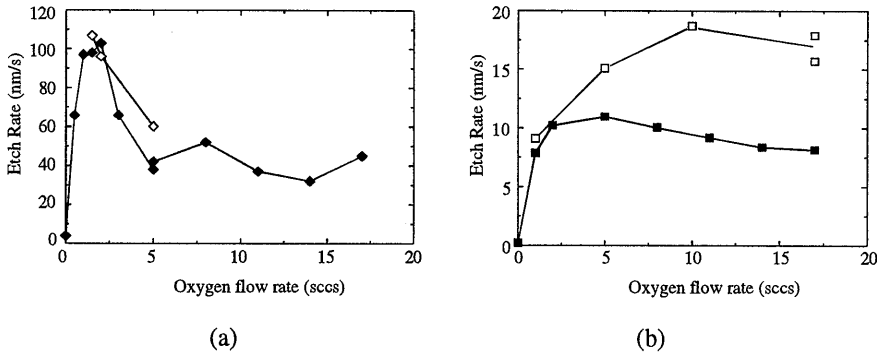 120
100
80
60
40
20
0
Etch Rate (nm/s)
0 5 10 15 20
Oxygen flow rate (sccs)
(a)
20
15
10
5
0
Etch Rate (nm/s)
0 5 10 15 20
Oxygen flow rate (sccs)
(b)